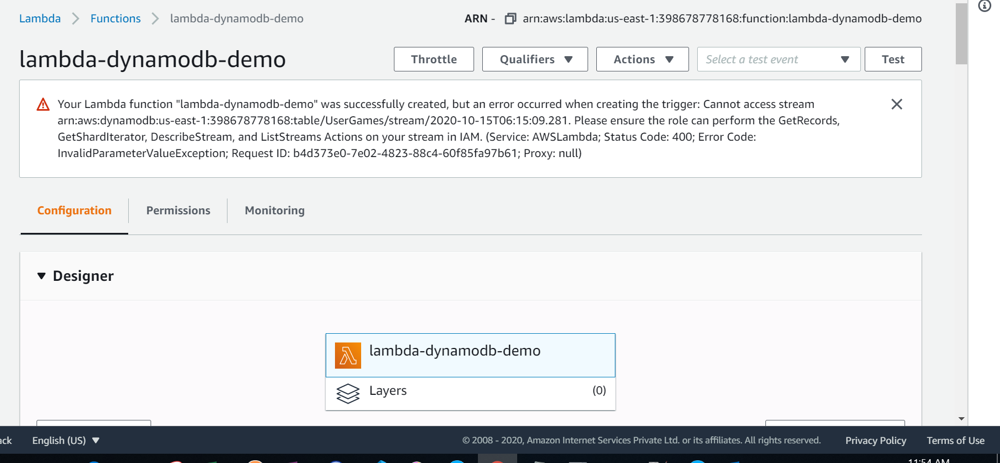 Lambda > Functions > lambda-dynamodb-demo
ARN - arn:aws:lambda:us-east-1:398678778168:function:lambda-dynamodb-demo
lambda-dynamodb-demo
Throttle
Qualifiers
Actions
Select a test event
Test
Your Lambda function "lambda-dynamodb-demo" was successfully created, but an error occurred when creating the trigger: Cannot access stream
arn:aws:dynamodb:us-east-1:398678778168:table/UserGames/stream/2020-10-15T06:15:09.281. Please ensure the role can perform the GetRecords,
GetShardIterator, DescribeStream, and ListStreams Actions on your stream in IAM. (Service: AWSLambda; Status Code: 400; Error Code:
InvalidParameterValueException; Request ID: b4d373e0-7e02-4823-88c4-60f85fa97b61; Proxy: null)
Configuration
Permissions
Monitoring
Designer
lambda-dynamodb-demo
Layers (0)
ack
English (US)
© 2008 - 2020, Amazon Internet Services Private Ltd. or its affiliates. All rights reserved.
Privacy Policy
Terms of Use
11:54 AM